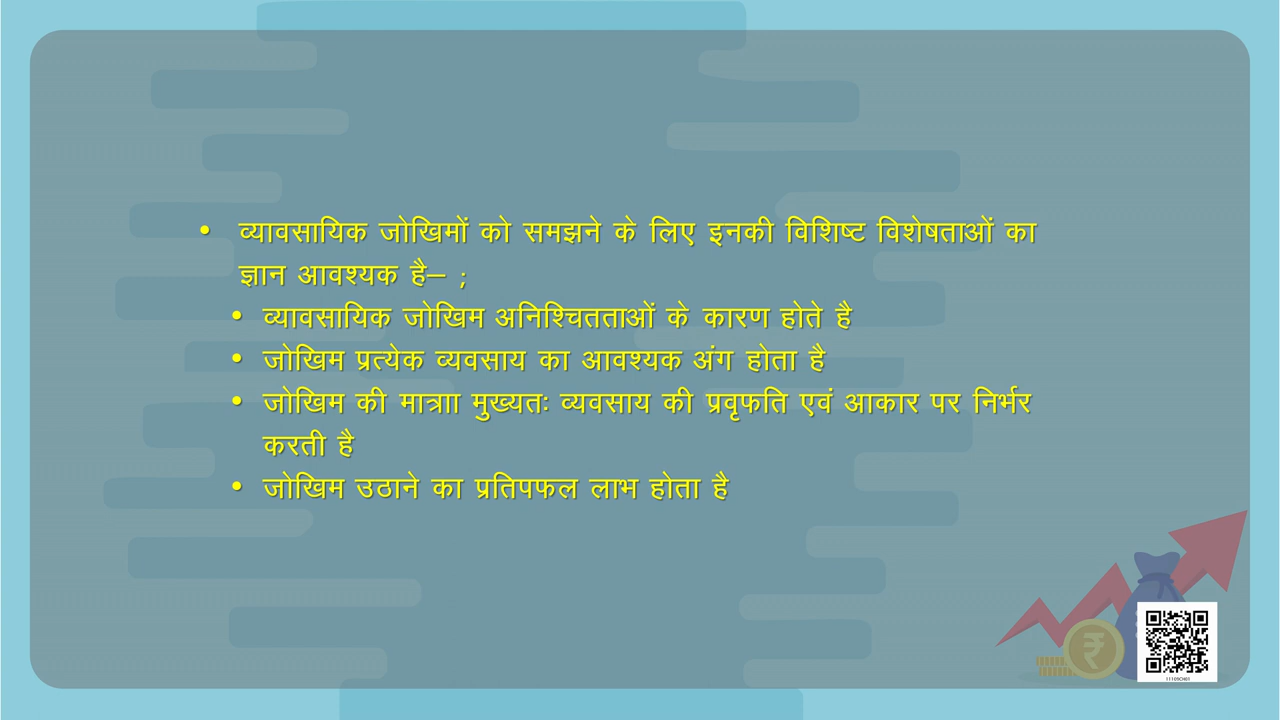 • व्यावसायिक जोखिमों को समझने के लिए इनकी विशिष्ट विशेषताओं का
ज्ञान आवश्यक है– ;
• व्यावसायिक जोखिम अनिश्चितताओं के कारण होते है
• जोखिम प्रत्येक व्यवसाय का आवश्यक अंग होता है
• जोखिम की मात्राा मुख्यतः व्यवसाय की प्रवृफति एवं आकार पर निर्भर
करती है
• जोखिम उठाने का प्रतिपफल लाभ होता है